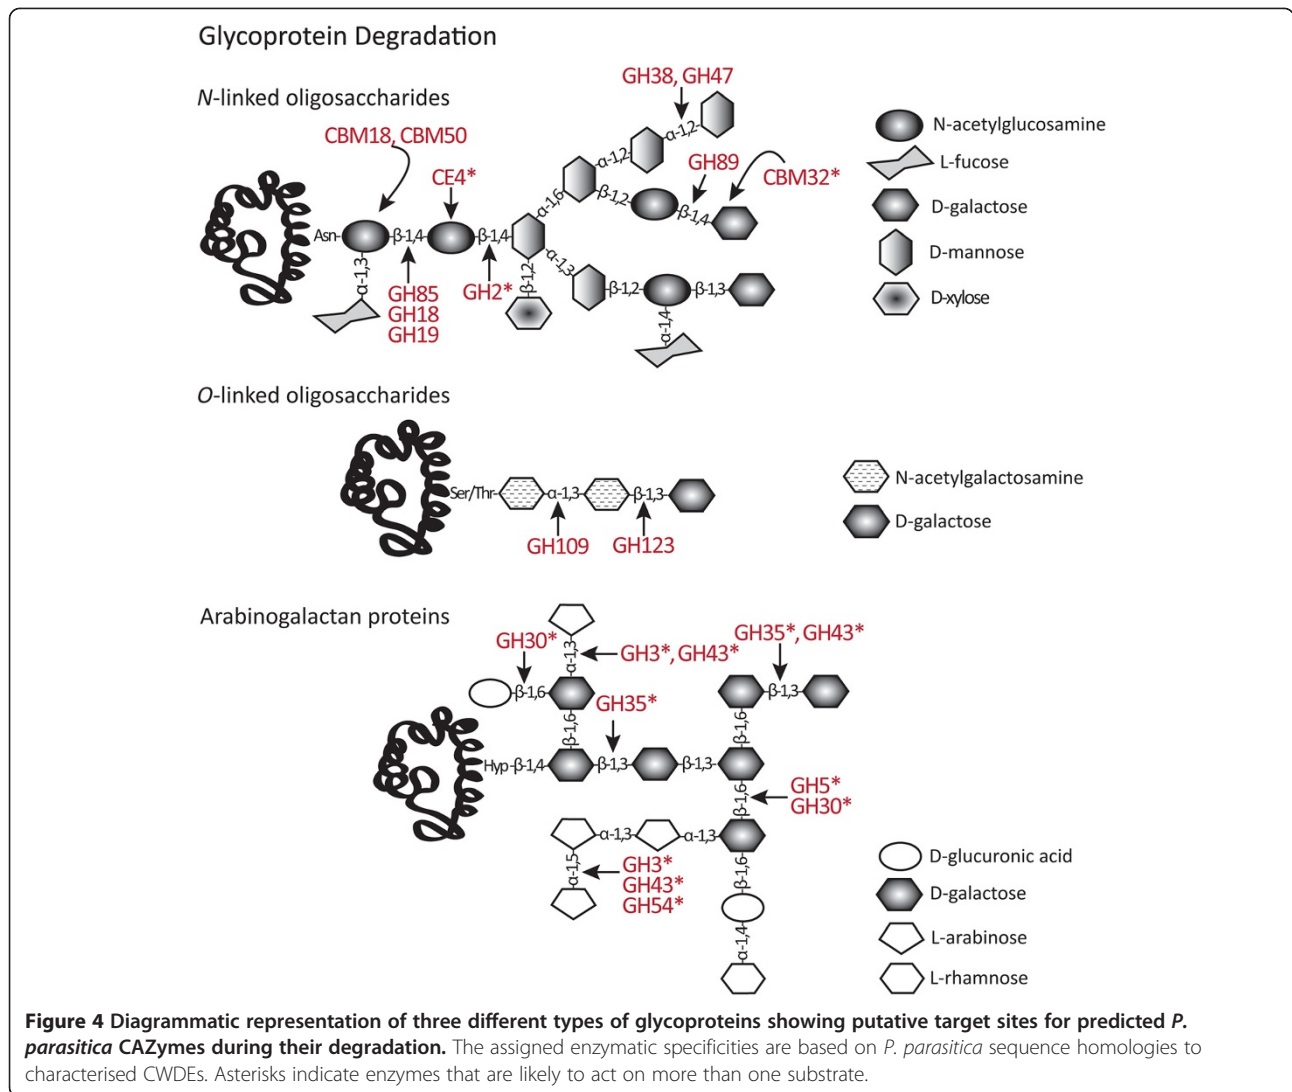 Glycoprotein Degradation
N-linked oligosaccharides
GH38, GH47
CBM18, CBM50
CE4*
GH89
CBM32*
α-1,2-
α-1,2-
α-1,6
β-1,2
β-1,4
Asn-
β-1,4
β-1,4
α-1,3
β-1,2
α-1,3
β-1,2
β-1,3
α-1,4
GH85
GH18
GH19
GH2*
N-acetylglucosamine
L-fucose
D-galactose
D-mannose
D-xylose
O-linked oligosaccharides
Ser/Thr-
α-1,3
β-1,3
GH109
GH123
N-acetylgalactosamine
D-galactose
Arabinogalactan proteins
GH30*
α-1,3
GH3*, GH43*
GH35*, GH43*
β-1,6
GH35*
β-1,3
β-1,6
β-1,6
Hyp-β-1,4
β-1,3
β-1,3
β-1,6
GH5*
GH30*
α-1,3
α-1,3
α-1,5
GH3*
GH43*
GH54*
β-1,6
α-1,4
D-glucuronic acid
D-galactose
L-arabinose
L-rhamnose
Figure 4 Diagrammatic representation of three different types of glycoproteins showing putative target sites for predicted P.
parasitica CAZymes during their degradation. The assigned enzymatic specificities are based on P. parasitica sequence homologies to
characterised CWDEs. Asterisks indicate enzymes that are likely to act on more than one substrate.